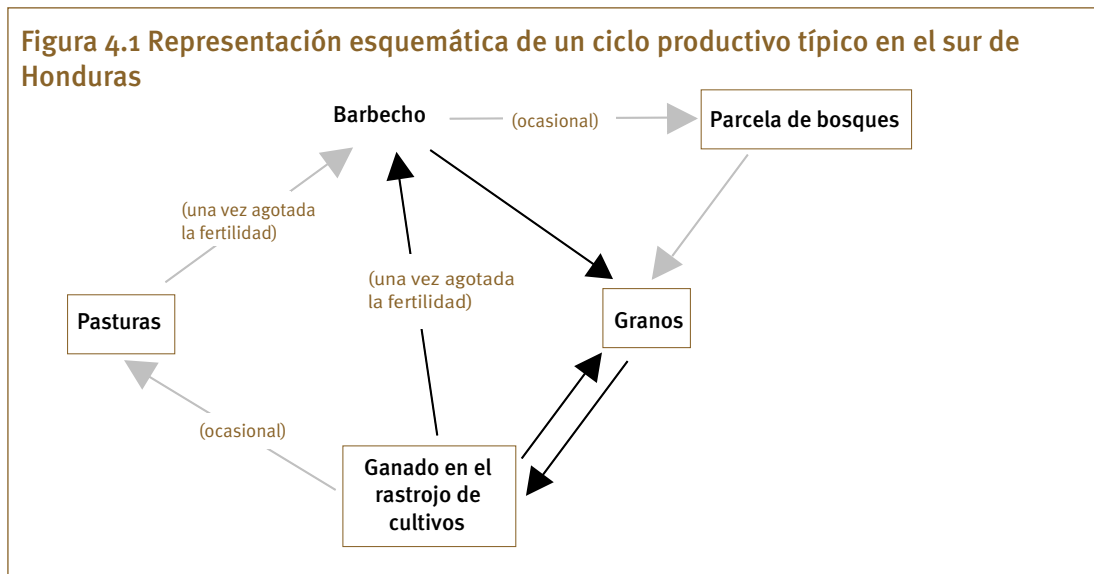 Figura 4.1 Representación esquemática de un ciclo productivo típico en el sur de
Honduras
Barbecho
(ocasional)
Parcela de bosques
(una vez agotada
la fertilidad)
(una vez agotada
la fertilidad)
Pasturas
Granos
(ocasional)
Ganado en el
rastrojo de
cultivos